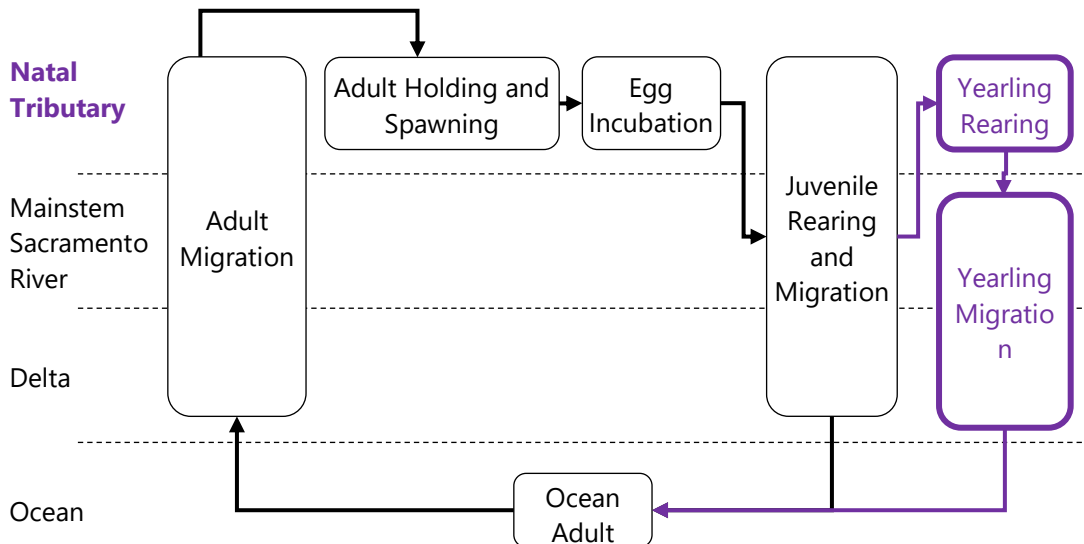 Natal
Tributary
Adult Holding and
Spawning
Egg
Incubation
Yearling
Rearing
Mainstem
Sacramento
River
Adult
Migration
Juvenile
Rearing
and
Migration
Yearling
Migratio
n
Delta
Ocean
Ocean
Adult